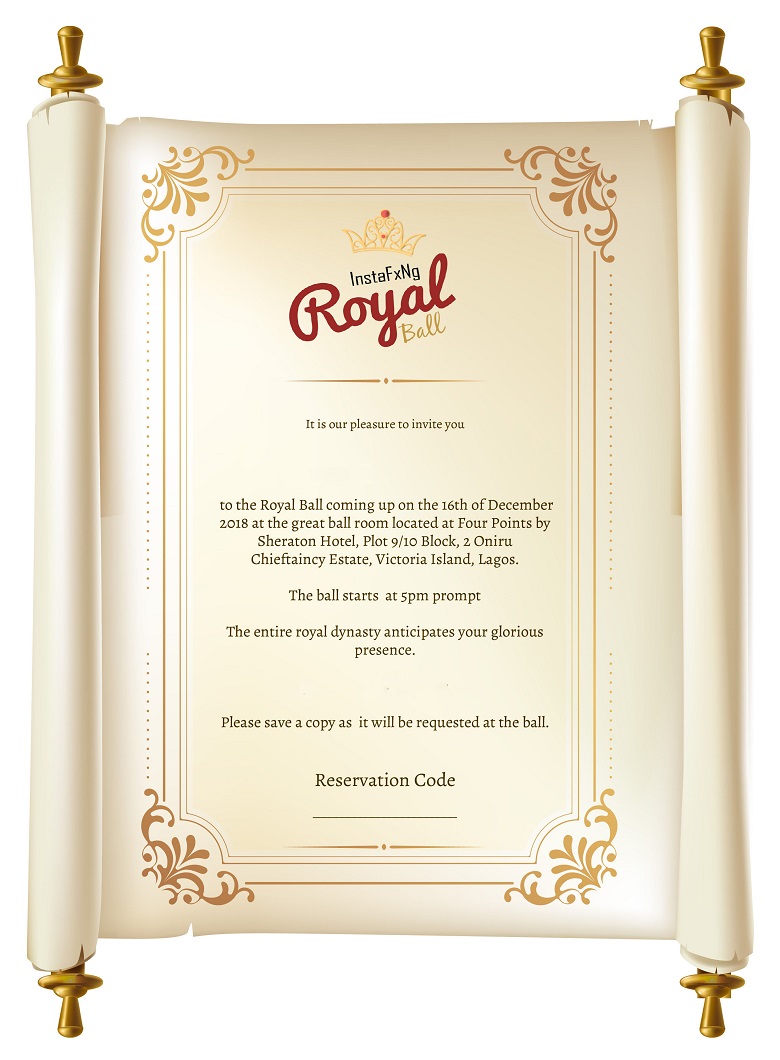 InstaFxNg
Royal
Ball
It is our pleasure to invite you
to the Royal Ball coming up on the 16th of December
2018 at the great ball room located at Four Points by
Sheraton Hotel, Plot 9/10 Block, 2 Oniru
Chieftaincy Estate, Victoria Island, Lagos.
The ball starts  at 5pm prompt
The entire royal dynasty anticipates your glorious
presence.
Please save a copy as  it will be requested at the ball.
Reservation Code